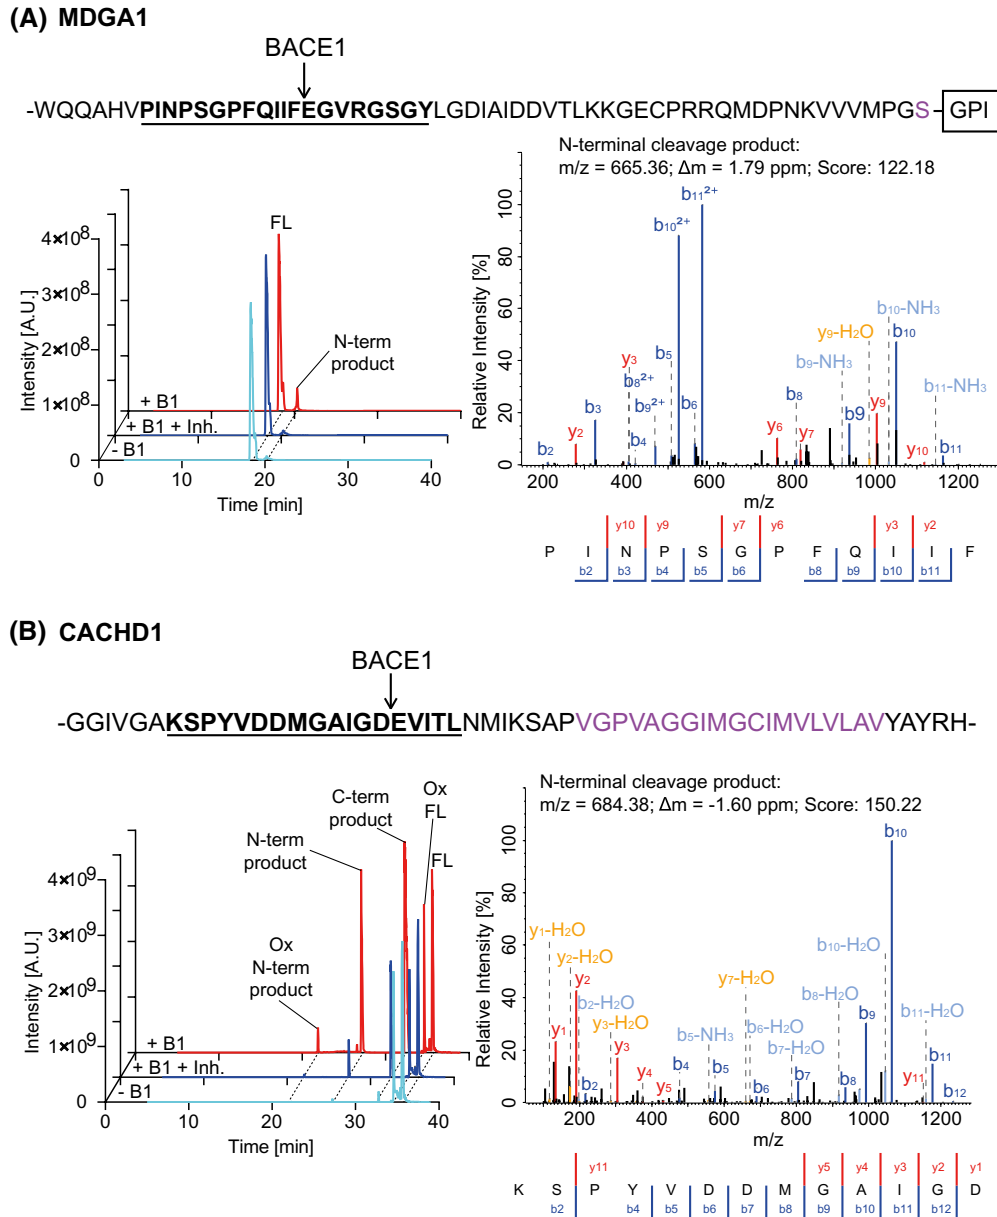 (A) MDGA1
BACE1
-WQQAHVPINPSGPFQIIFEGVRGSGYLGDIAIDDVTLKKGECPRRQMDPNKVVVMPGS-GPI
N-terminal cleavage product:
m/z = 665.36; Δm = 1.79 ppm; Score: 122.18
Intensity [A.U.]
4×10⁸
3×10⁸
2×10⁸
1×10⁸
0
FL
N-term
product
+ B1
+ B1 + Inh.
- B1
0 10 20 30 40
Time [min]
Relative Intensity [%]
100
80
60
40
20
0
b₁₁²⁺
b₁₀²⁺
b₁₀-NH₃
y₉-H₂O
b₁₀
y₃
b₅
b₉-NH₃
b₈²⁺
b₁₁-NH₃
b₃
b₉²⁺
b₆
b₈
b9
y₉
y₂
b₄
y₆
y₇
b₂
y₁₀
b₁₁
200 400 600 800 1000 1200
m/z
y10 y9 y7 y6 y3 y2
P I N P S G P F Q I I F
b2 b3 b4 b5 b6 b8 b9 b10 b11
(B) CACHD1
BACE1
-GGIVGAKSPYVDDMGAIGDEVITLNMIKSAPVGPVAGGIMGCIMVLVLAVYAYRH-
N-terminal cleavage product:
m/z = 684.38; Δm = -1.60 ppm; Score: 150.22
Intensity [A.U.]
4×10⁹
3×10⁹
2×10⁹
1×10⁹
0
C-term
product
Ox
FL
N-term
product
FL
Ox
N-term
product
+ B1
+ B1 + Inh.
- B1
0 10 20 30 40
Time [min]
Relative Intensity [%]
100
80
60
40
20
0
b₁₀
y₁-H₂O
b₁₀-H₂O
y₂-H₂O
y₂
y₇-H₂O
b₂-H₂O
b₈-H₂O
y₃-H₂O
b₆-H₂O
b₉
b₁₁-H₂O
y₁
b₅-NH₃
b₇-H₂O
y₃
b₄
b₁₁
y₄
b₅
y₅
b₂
b₆
b₇
b₈
y₁₁
b₁₂
200 400 600 800 1000 1200
m/z
y11 y5 y4 y3 y2 y1
K S P Y V D D M G A I G D
b2 b4 b5 b6 b7 b8 b9 b10 b11 b12